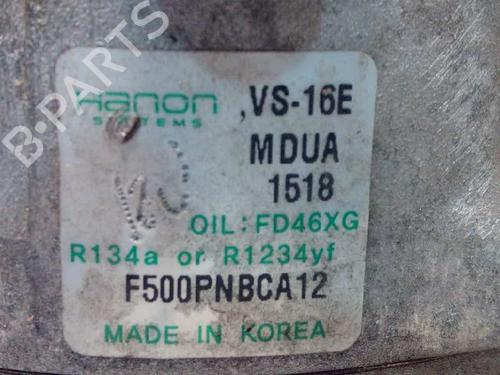 Hanon ,VS-16E
SYSTEMS
MDUA
1518
OIL: FD46XG
R134a or R1234yf
F500PNBCA12
MADE IN KOREA
B-PARTS